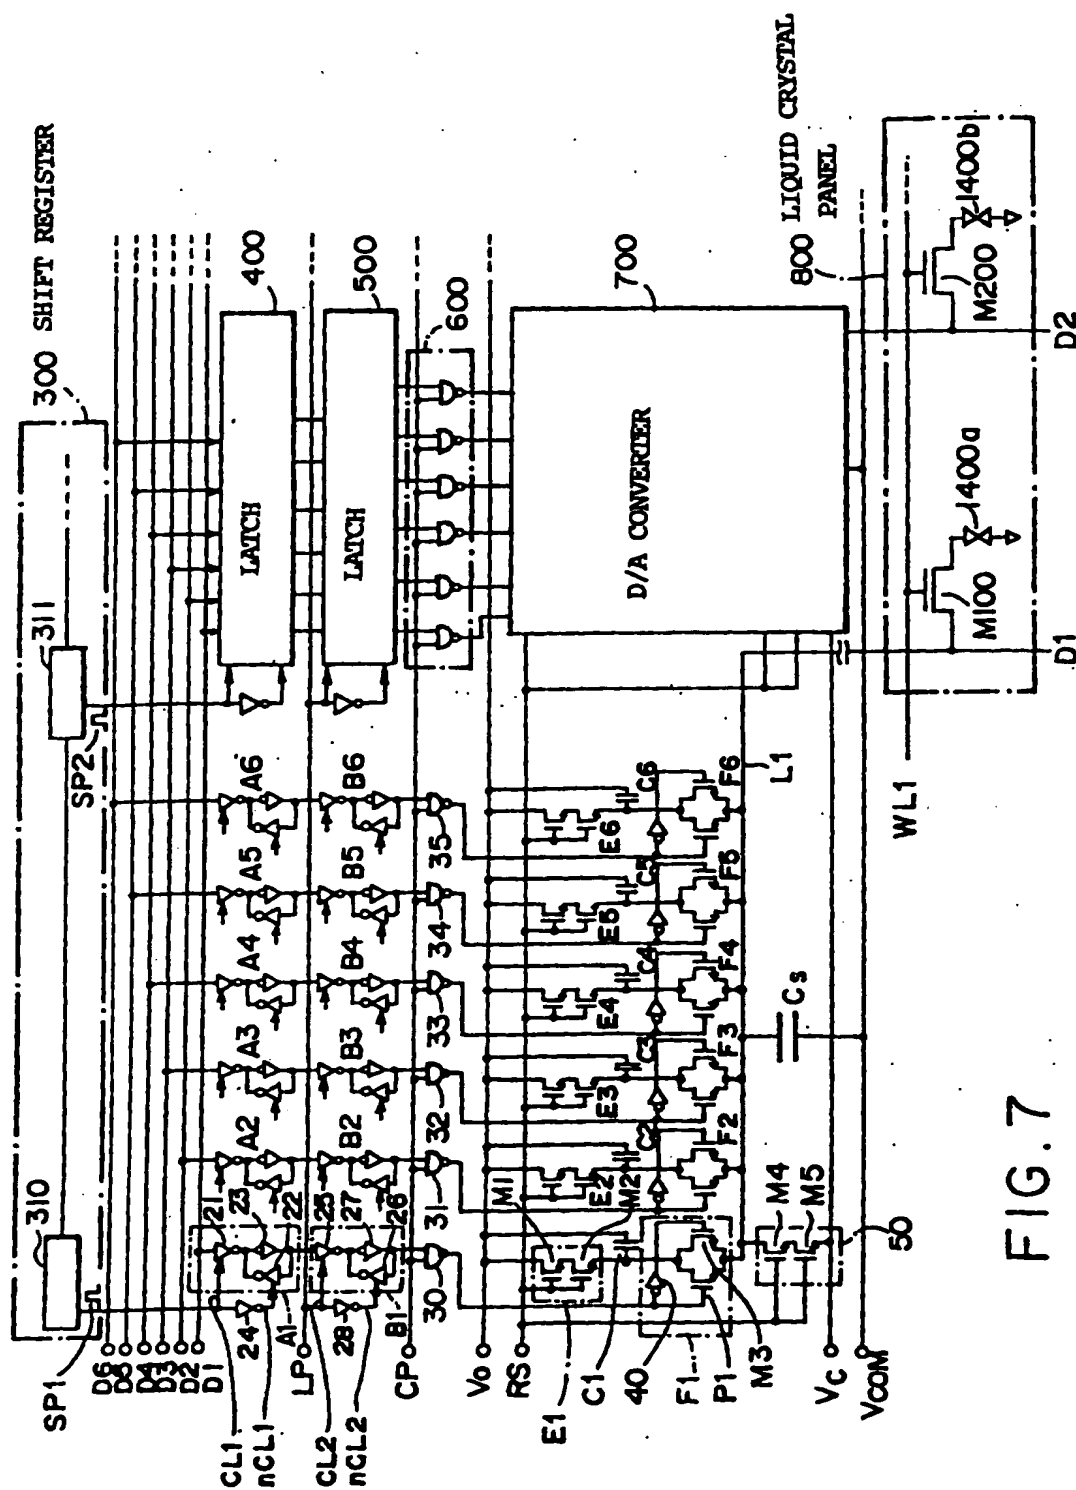 300 SHIFT REGISTER
310
311
SP1
SP2
D6
D5
D4
D3
D2
D1
CL1
nCL1
24
21
23
22
A1
A2
A3
A4
A5
A6
400
LATCH
LP
CL2
nCL2
28
25
27
26
B1
B2
B3
B4
B5
B6
500
LATCH
CP
30
31
32
33
34
35
600
Vo
RS
E1
M1
M2
E2
E3
E4
E5
E6
C1
C2
C3
C4
C5
C6
40
F1
P1
M3
F2
F3
F4
F5
F6
700
D/A CONVERTER
L1
Cs
M4
M5
50
VC
VCOM
800 LIQUID CRYSTAL
PANEL
WL1
M100
1400a
M200
1400b
D1
D2
FIG.7